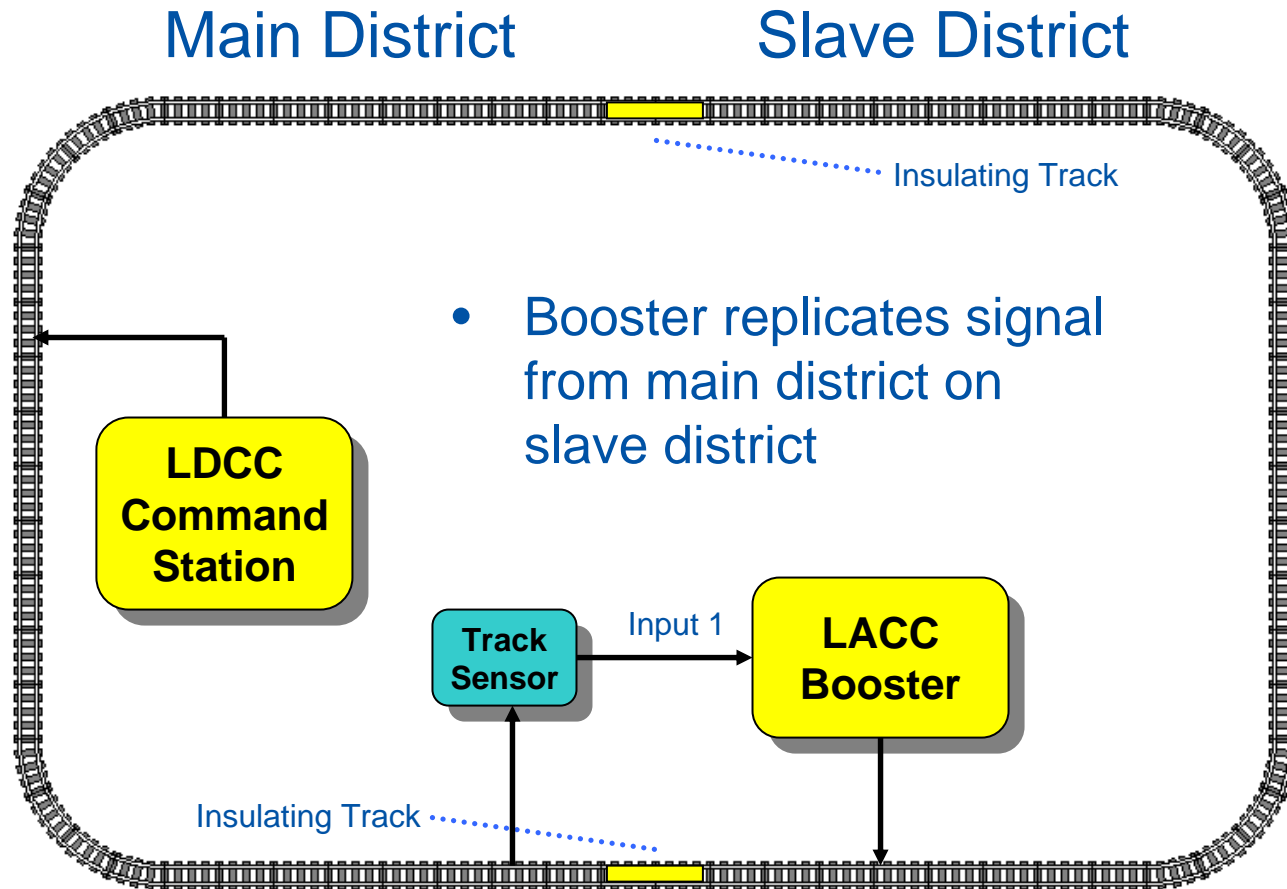 Main District
Slave District
Insulating Track
• Booster replicates signal
from main district on
slave district
LDCC
Command
Station
Track
Sensor
Input 1
LACC
Booster
Insulating Track